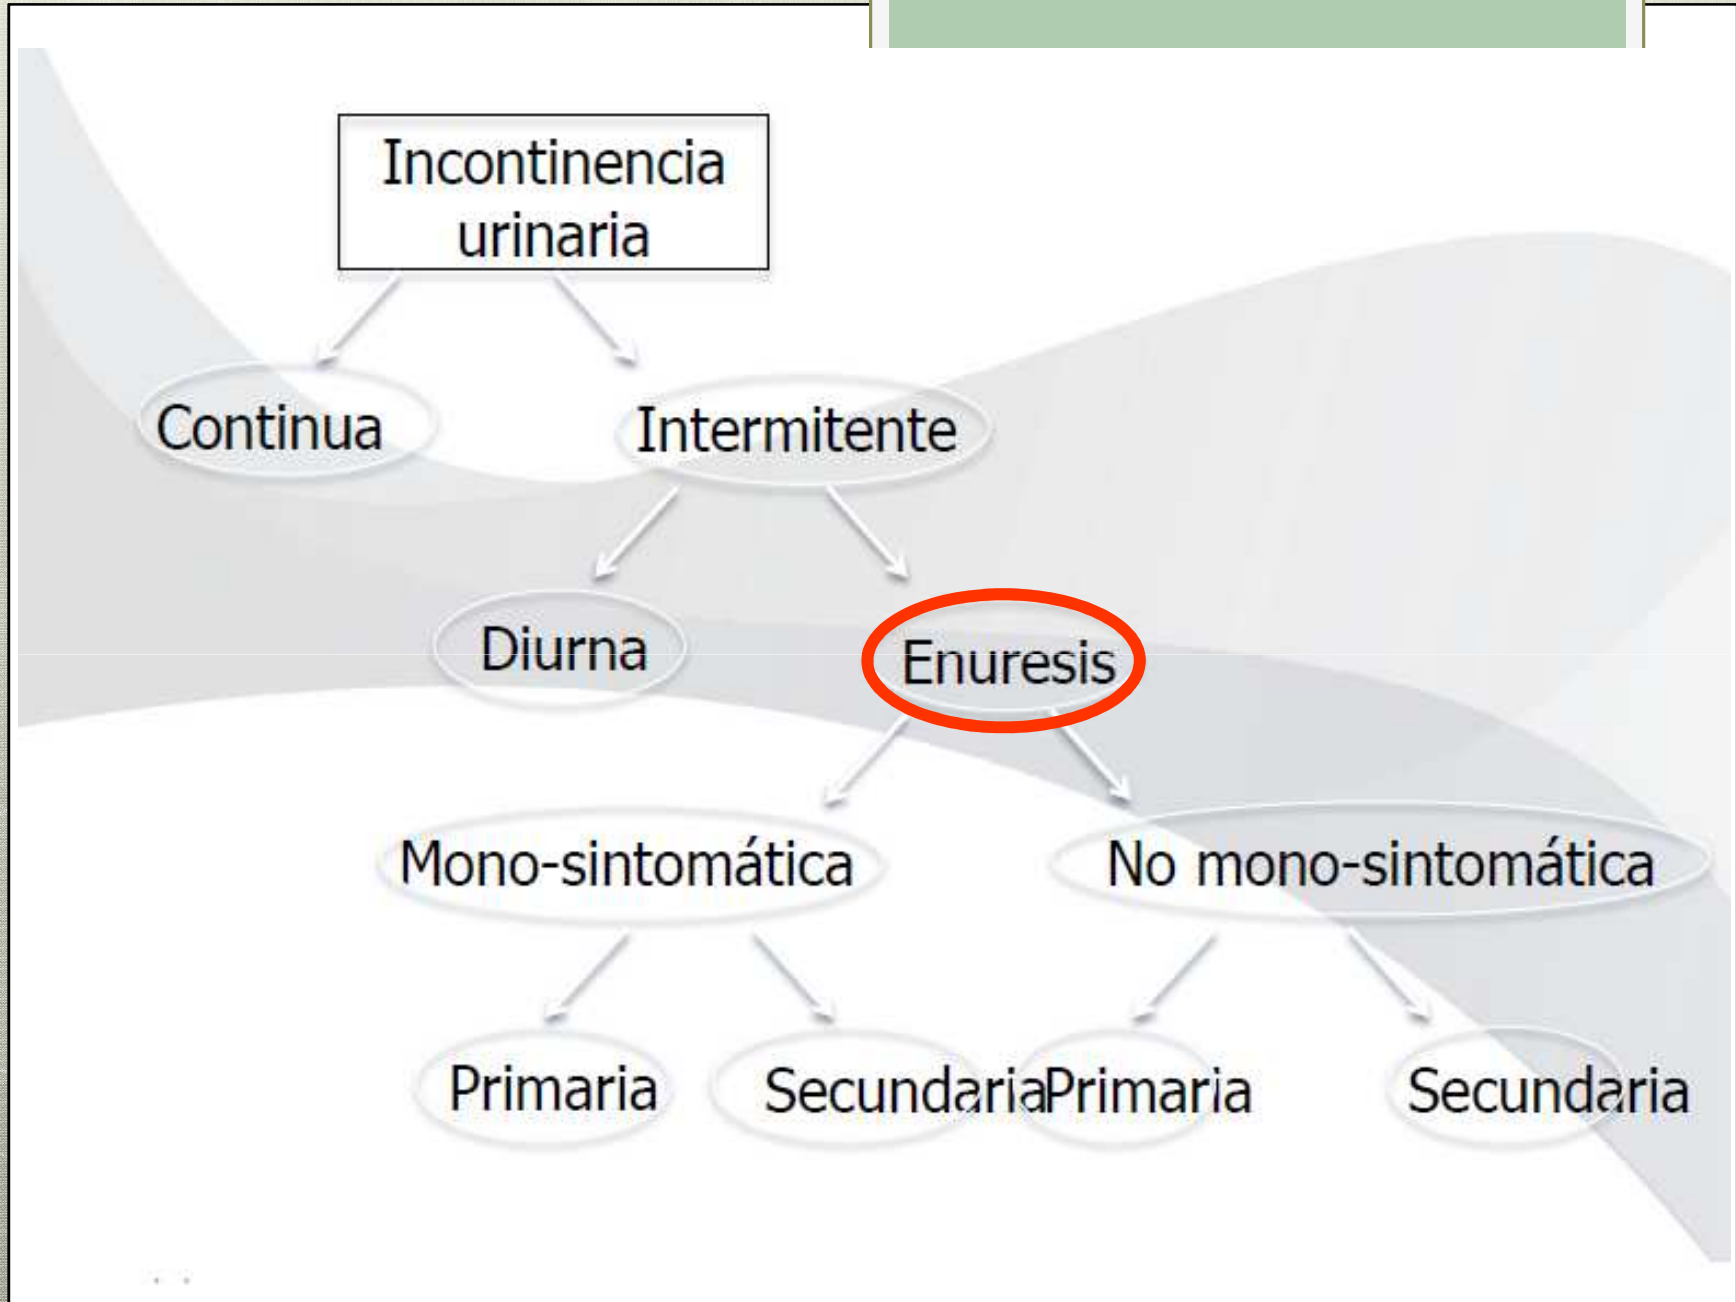 Incontinencia
urinaria
Continua
Intermitente
Diurna
Enuresis
Mono-sintomática
No mono-sintomática
Primaria
Secundaria
Primaria
Secundaria